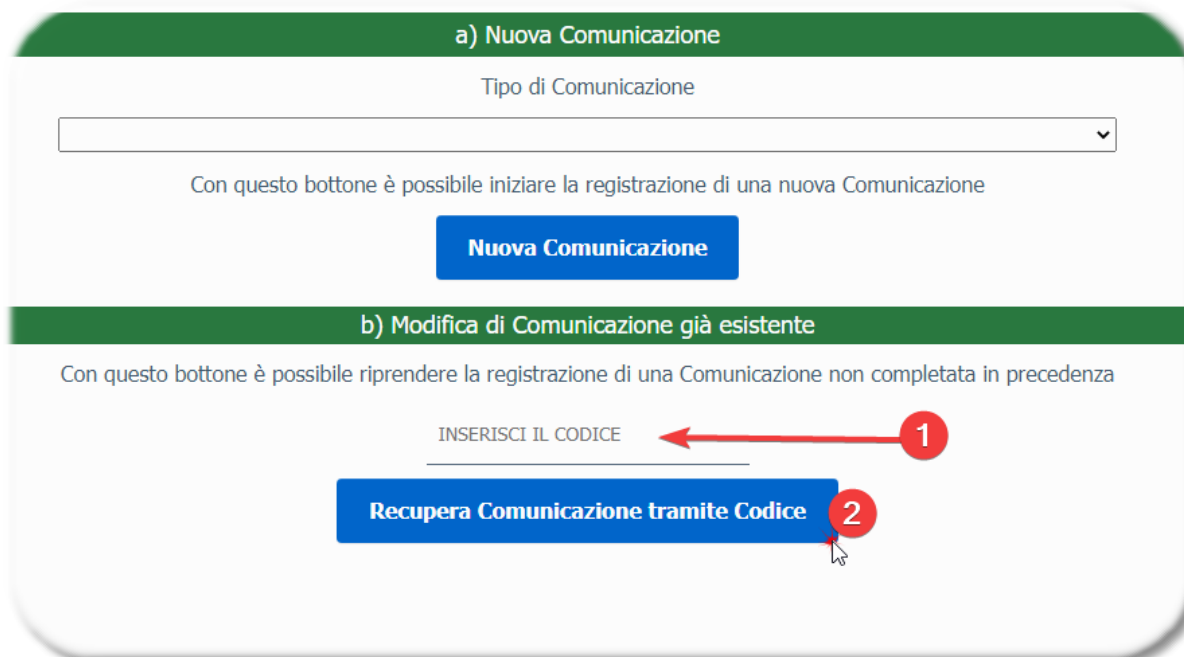 a) Nuova Comunicazione
Tipo di Comunicazione
Con questo bottone è possibile iniziare la registrazione di una nuova Comunicazione
Nuova Comunicazione
b) Modifica di Comunicazione già esistente
Con questo bottone è possibile riprendere la registrazione di una Comunicazione non completata in precedenza
INSERISCI IL CODICE
1
Recupera Comunicazione tramite Codice
2